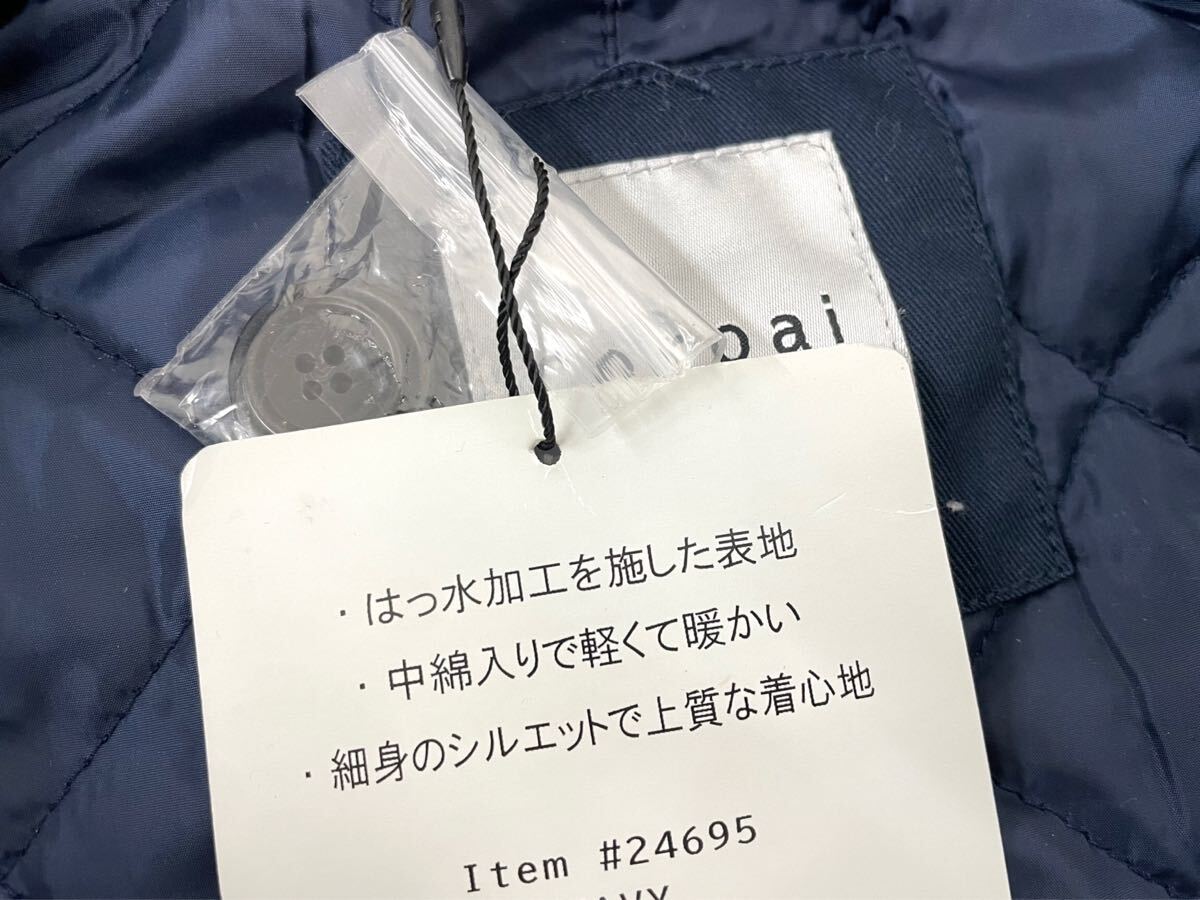 pai
・はっ水加工を施した表地
・中綿入りで軽くて暖かい
・細身のシルエットで上質な着心地
Item #24695